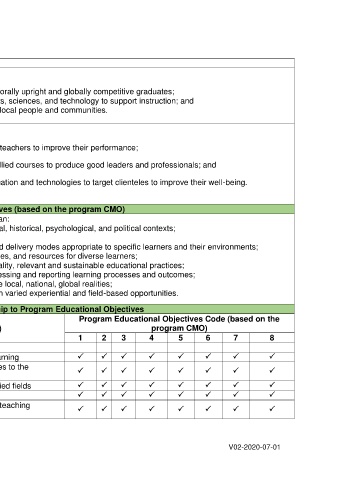 orally upright and globally competitive graduates;
s, sciences, and technology to support instruction; and
local people and communities.
teachers to improve their performance;
llied courses to produce good leaders and professionals; and
ation and technologies to target clienteles to improve their well-being.
ves (based on the program CMO)
an:
al, historical, psychological, and political contexts;
d delivery modes appropriate to specific learners and their environments;
es, and resources for diverse learners;
ality, relevant and sustainable educational practices;
essing and reporting learning processes and outcomes;
e local, national, global realities;
h varied experiential and field-based opportunities.
ip to Program Educational Objectives
) Program Educational Objectives Code (based on the
program CMO)
1 2 3 4 5 6 7 8
arning ✓ ✓ ✓ ✓ ✓ ✓ ✓ ✓
es to the ✓ ✓ ✓ ✓ ✓ ✓ ✓ ✓
ied fields ✓ ✓ ✓ ✓ ✓ ✓ ✓ ✓
✓ ✓ ✓ ✓ ✓ ✓ ✓ ✓
teaching ✓ ✓ ✓ ✓ ✓ ✓ ✓ ✓
V02-2020-07-01